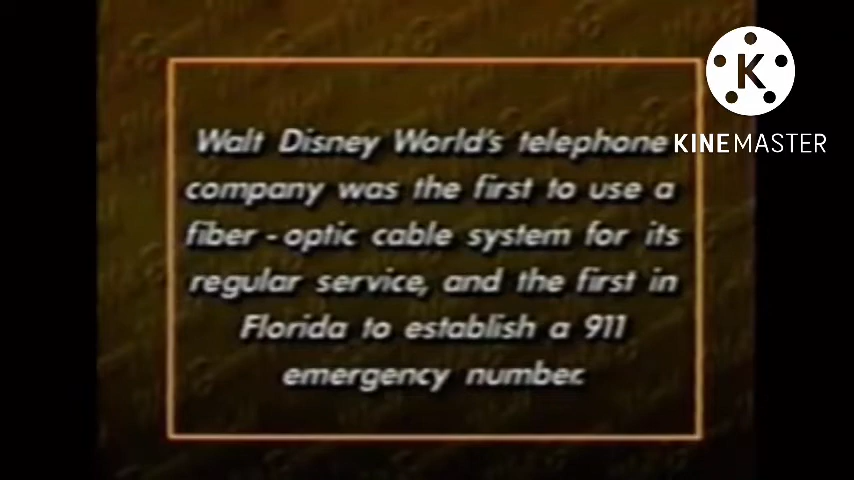 Walt Disney World's telephone
company was the first to use a
fiber-optic cable system for its
regular service, and the first in
Florida to establish a 911
emergency number.
K
KINEMASTER